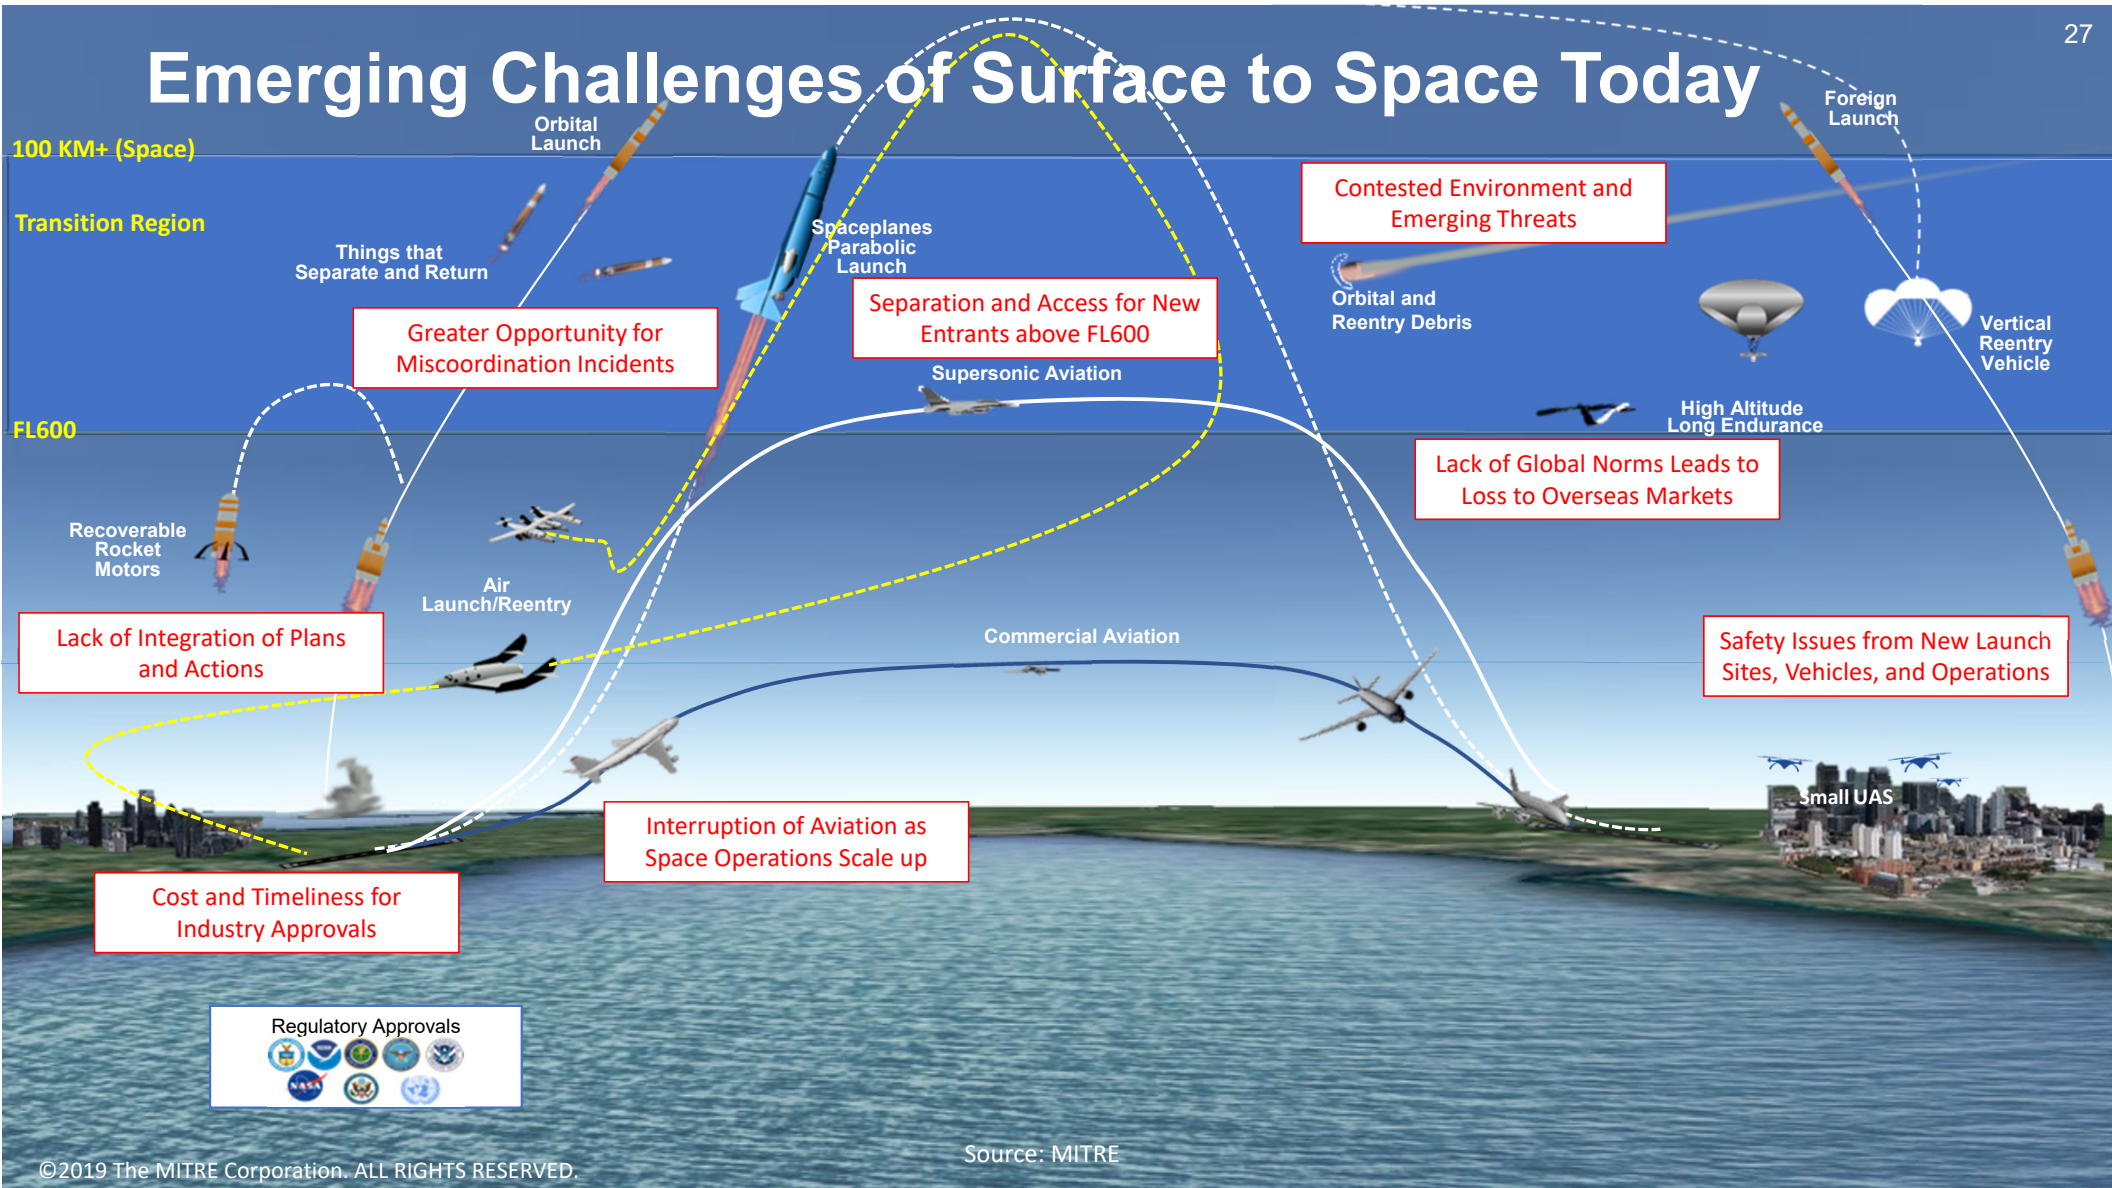 27
Emerging Challenges of Surface to Space Today
Orbital
Launch
Foreign
Launch
100 KM+ (Space)
Transition Region
Things that
Separate and Return
Spaceplanes
Parabolic
Launch
Contested Environment and
Emerging Threats
Orbital and
Reentry Debris
Vertical
Reentry
Vehicle
Greater Opportunity for
Miscoordination Incidents
Separation and Access for New
Entrants above FL600
Supersonic Aviation
High Altitude
Long Endurance
FL600
Lack of Global Norms Leads to
Loss to Overseas Markets
Recoverable
Rocket
Motors
Air
Launch/Reentry
Lack of Integration of Plans
and Actions
Commercial Aviation
Safety Issues from New Launch
Sites, Vehicles, and Operations
Small UAS
Interruption of Aviation as
Space Operations Scale up
Cost and Timeliness for
Industry Approvals
Regulatory Approvals
NASA
Source: MITRE
©2019 The MITRE Corporation. ALL RIGHTS RESERVED.